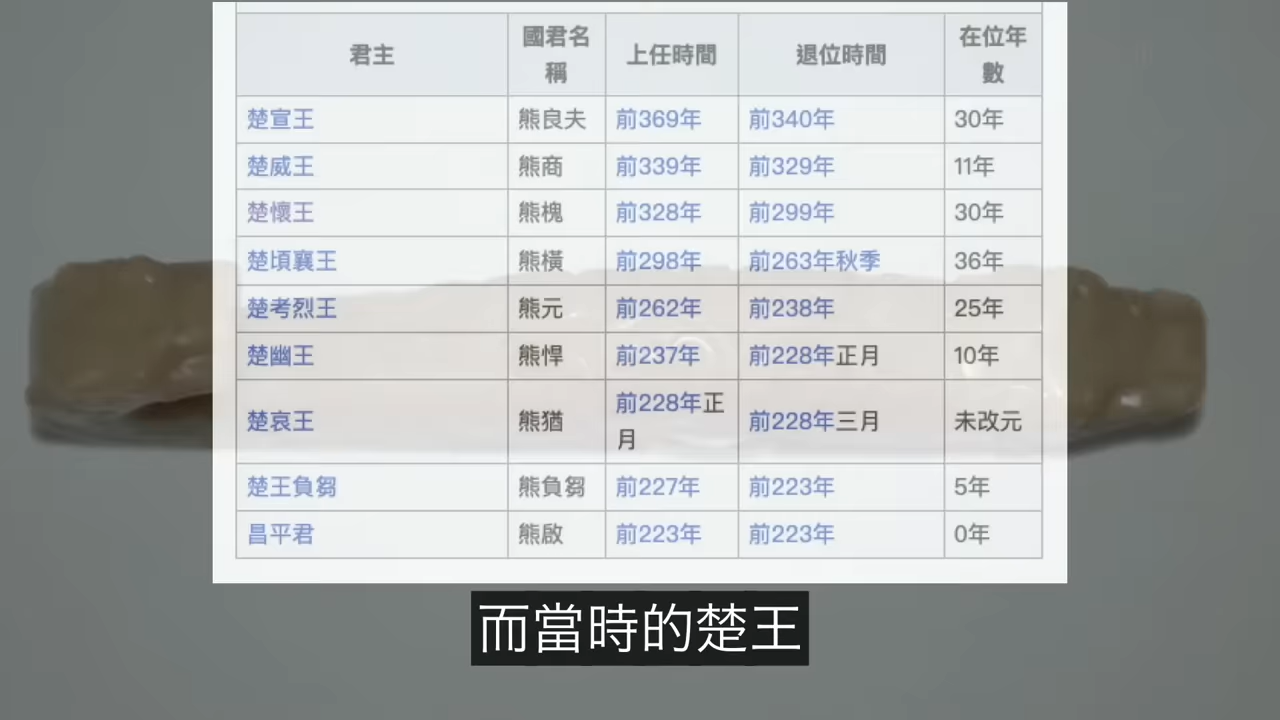 君主 國君名稱 上任時間 退位時間 在位年數
楚宣王 熊良夫 前369年 前340年 30年
楚威王 熊商 前339年 前329年 11年
楚懷王 熊槐 前328年 前299年 30年
楚頃襄王 熊橫 前298年 前263年秋季 36年
楚考烈王 熊元 前262年 前238年 25年
楚幽王 熊悍 前237年 前228年正月 10年
楚哀王 熊猶 前228年正月 前228年三月 未改元
楚王負芻 熊負芻 前227年 前223年 5年
昌平君 熊啟 前223年 前223年 0年
而當時的楚王